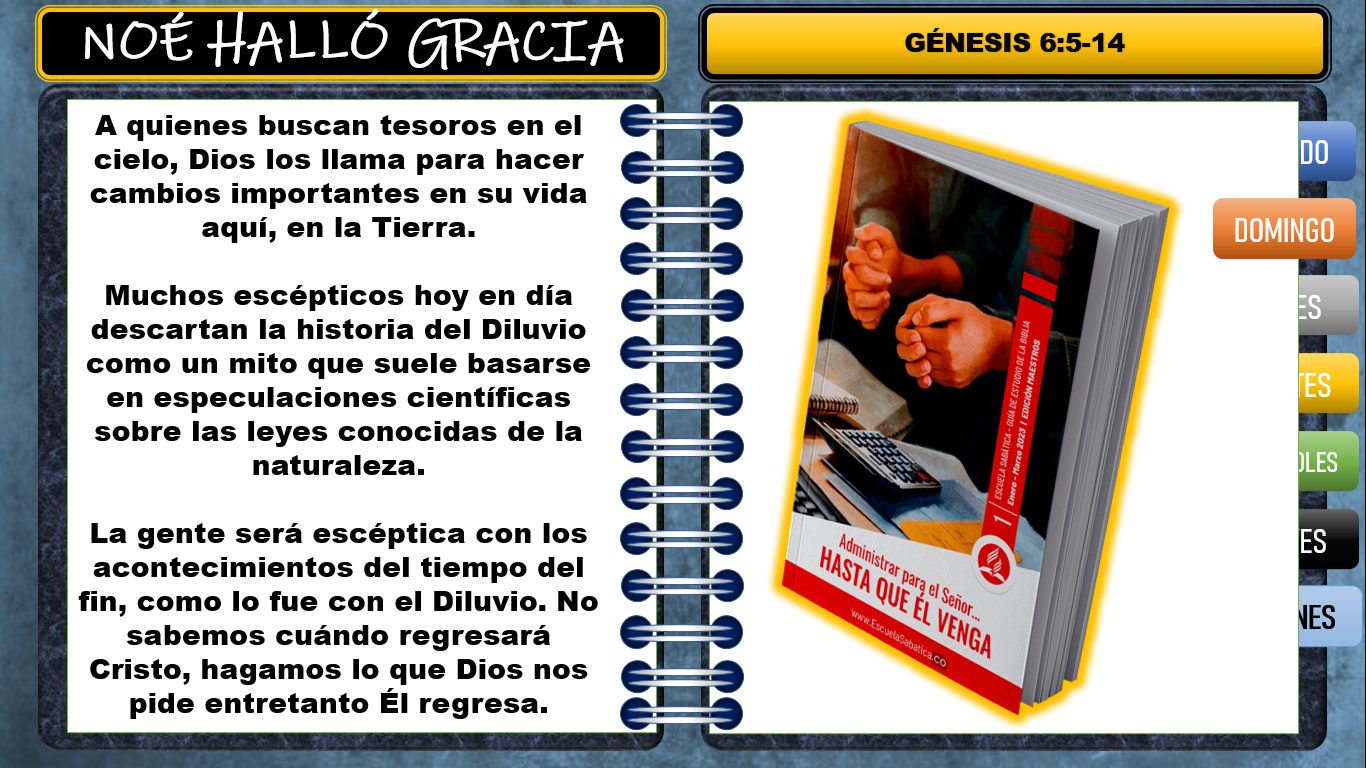 NOÉ HALLÓ GRACIA
GÉNESIS 6:5-14
A quienes buscan tesoros en el
cielo, Dios los llama para hacer
cambios importantes en su vida
aquí, en la Tierra.
Muchos escépticos hoy en día
descartan la historia del Diluvio
como un mito que suele basarse
en especulaciones científicas
sobre las leyes conocidas de la
naturaleza.
La gente será escéptica con los
acontecimientos del tiempo del
fin, como lo fue con el Diluvio. No
sabemos cuándo regresará
Cristo, hagamos lo que Dios nos
pide entretanto Él regresa.
1
ESCUELA SABÁTICA - GUÍA DE ESTUDIO DE LA BIBLIA
Enero - Marzo 2023 | EDICIÓN MAESTROS
Administrar para el Señor...
HASTA QUE ÉL VENGA
www.EscuelaSabatica.co
DO
DOMINGO
ES
TES
OLES
ES
NES